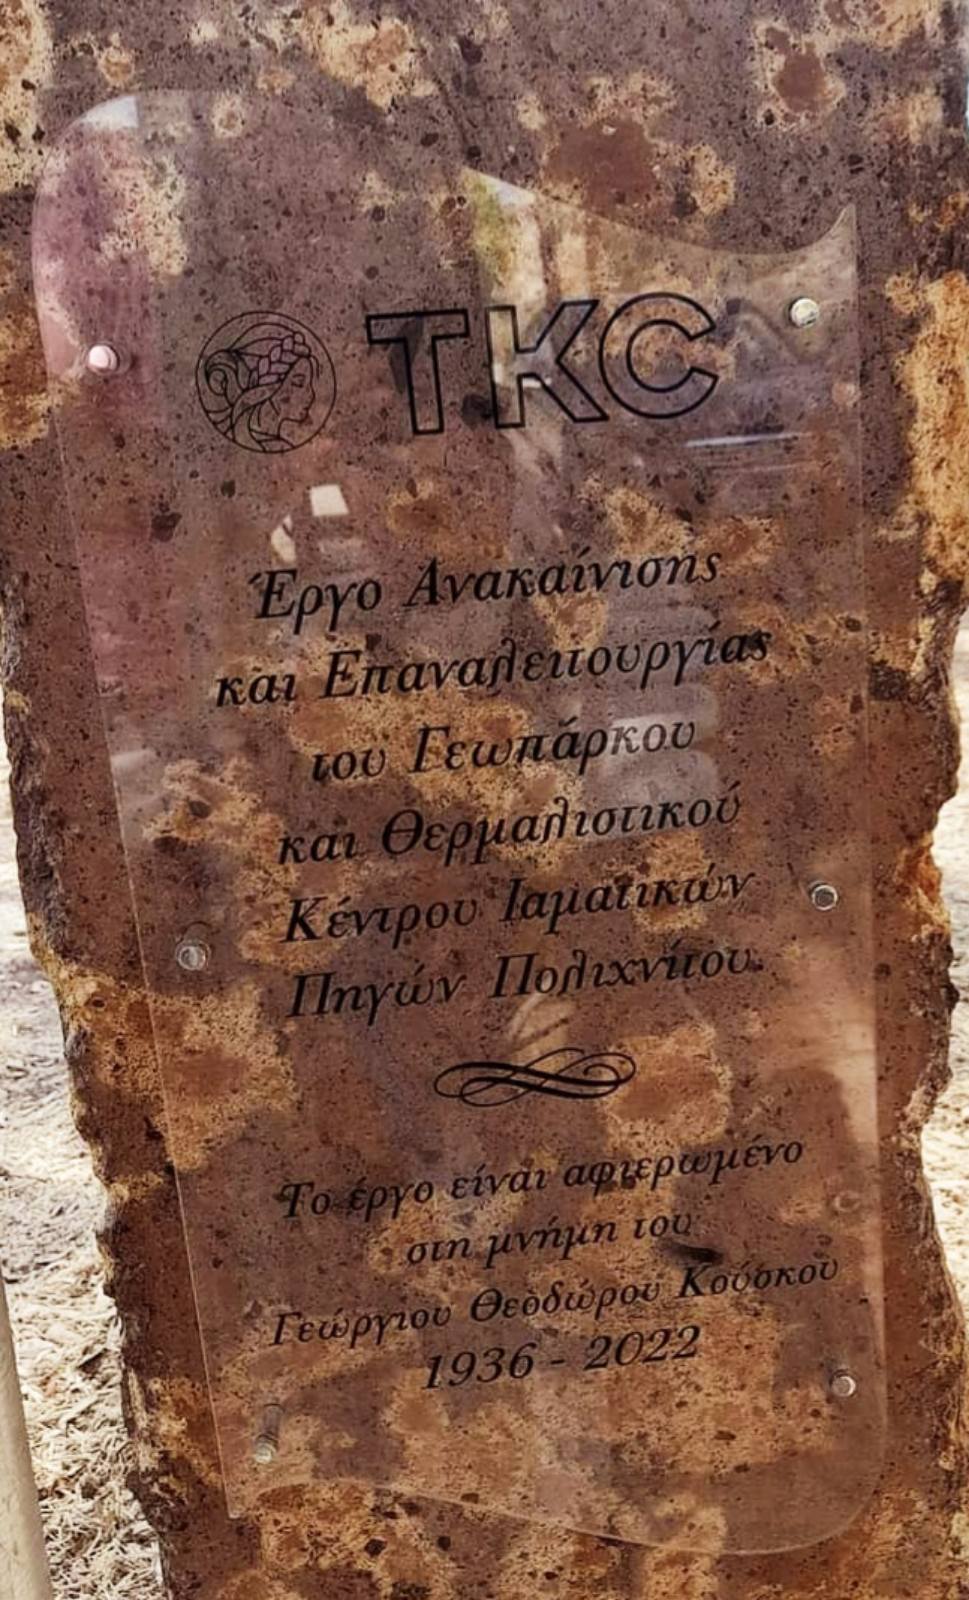 TKC
Έργο Ανακαίνισης
και Επαναλειτουργίας
του Γεωπάρκου
και Θερμαλιστικού
Κέντρου Ιαματικών
Πηγών Πολιχνίτου.
Το έργο είναι αφιερωμένο
στη μνήμη του
Γεώργιου Θεοδώρου Κούσκου
1936 - 2022